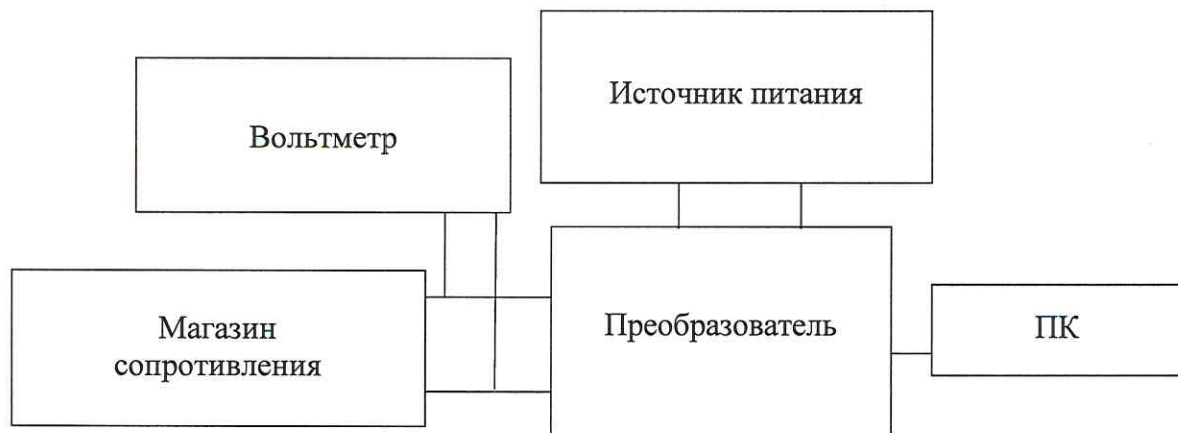 Источник питания
Вольтметр
Магазин
сопротивления
Преобразователь
ПК